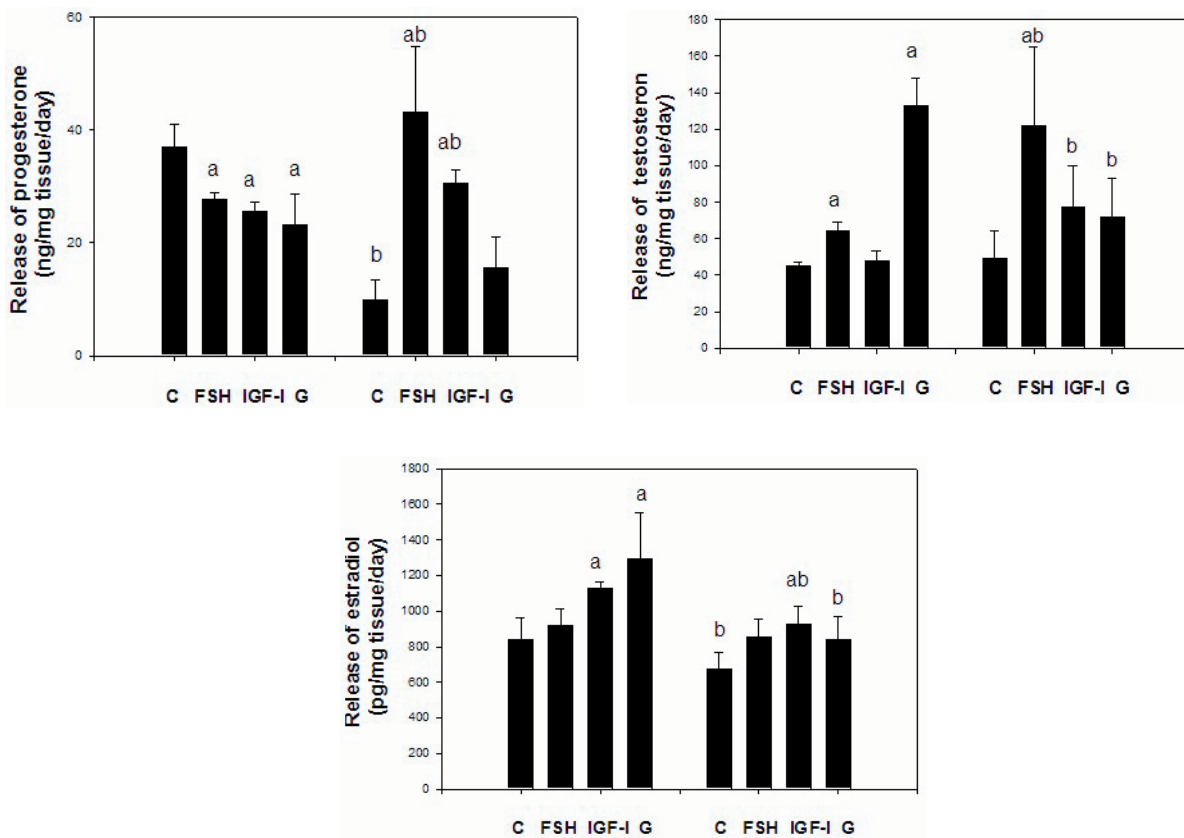 Release of progesterone
(ng/mg tissue/day)
60
40
20
0
a
a
a
b
ab
ab
C FSH IGF-I G
C FSH IGF-I G
Release of testosteron
(ng/mg tissue/day)
180
160
140
120
100
80
60
40
20
0
a
a
ab
b
b
C FSH IGF-I G
C FSH IGF-I G
Release of estradiol
(pg/mg tissue/day)
1800
1600
1400
1200
1000
800
600
400
200
0
a
a
b
ab
b
C FSH IGF-I G
C FSH IGF-I G